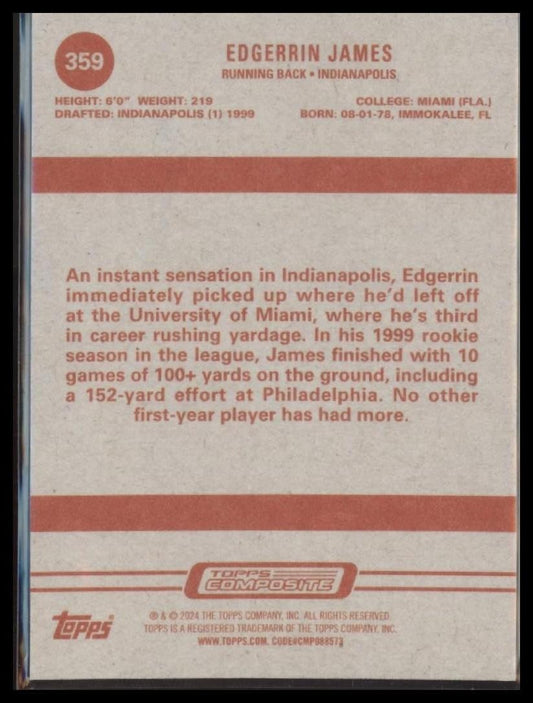 359
EDGERRIN JAMES
RUNNING BACK • INDIANAPOLIS
HEIGHT: 6'0" WEIGHT: 219
DRAFTED: INDIANAPOLIS (1) 1999
COLLEGE: MIAMI (FLA.)
BORN: 08-01-78, IMMOKALEE, FL
An instant sensation in Indianapolis, Edgerrin
immediately picked up where he'd left off
at the University of Miami, where he's third
in career rushing yardage. In his 1999 rookie
season in the league, James finished with 10
games of 100+ yards on the ground, including
a 152-yard effort at Philadelphia. No other
first-year player has had more.
TOPPS
COMPOSITE
topps
® & © 2024 THE TOPPS COMPANY, INC. ALL RIGHTS RESERVED.
TOPPS IS A REGISTERED TRADEMARK OF THE TOPPS COMPANY, INC.
WWW.TOPPS.COM. CODE#CMP088573